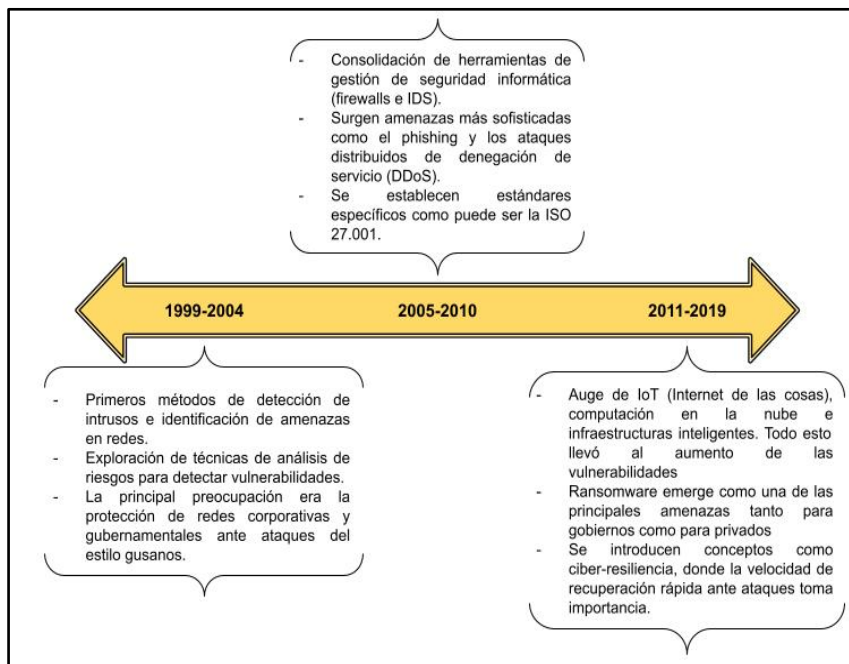 - Consolidación de herramientas de
gestión de seguridad informática
(firewalls e IDS).
- Surgen amenazas más sofisticadas
como el phishing y los ataques
distribuidos de denegación de
servicio (DDoS).
- Se establecen estándares
específicos como puede ser la ISO
27.001.
1999-2004 2005-2010 2011-2019
- Primeros métodos de detección de
intrusos e identificación de amenazas
en redes.
- Exploración de técnicas de análisis de
riesgos para detectar vulnerabilidades.
- La principal preocupación era la
protección de redes corporativas y
gubernamentales ante ataques del
estilo gusanos.
- Auge de IoT (Internet de las cosas),
computación en la nube e
infraestructuras inteligentes. Todo esto
llevó al aumento de las
vulnerabilidades
- Ransomware emerge como una de las
principales amenazas tanto para
gobiernos como para privados
- Se introducen conceptos como
ciber-resiliencia, donde la velocidad de
recuperación rápida ante ataques toma
importancia.